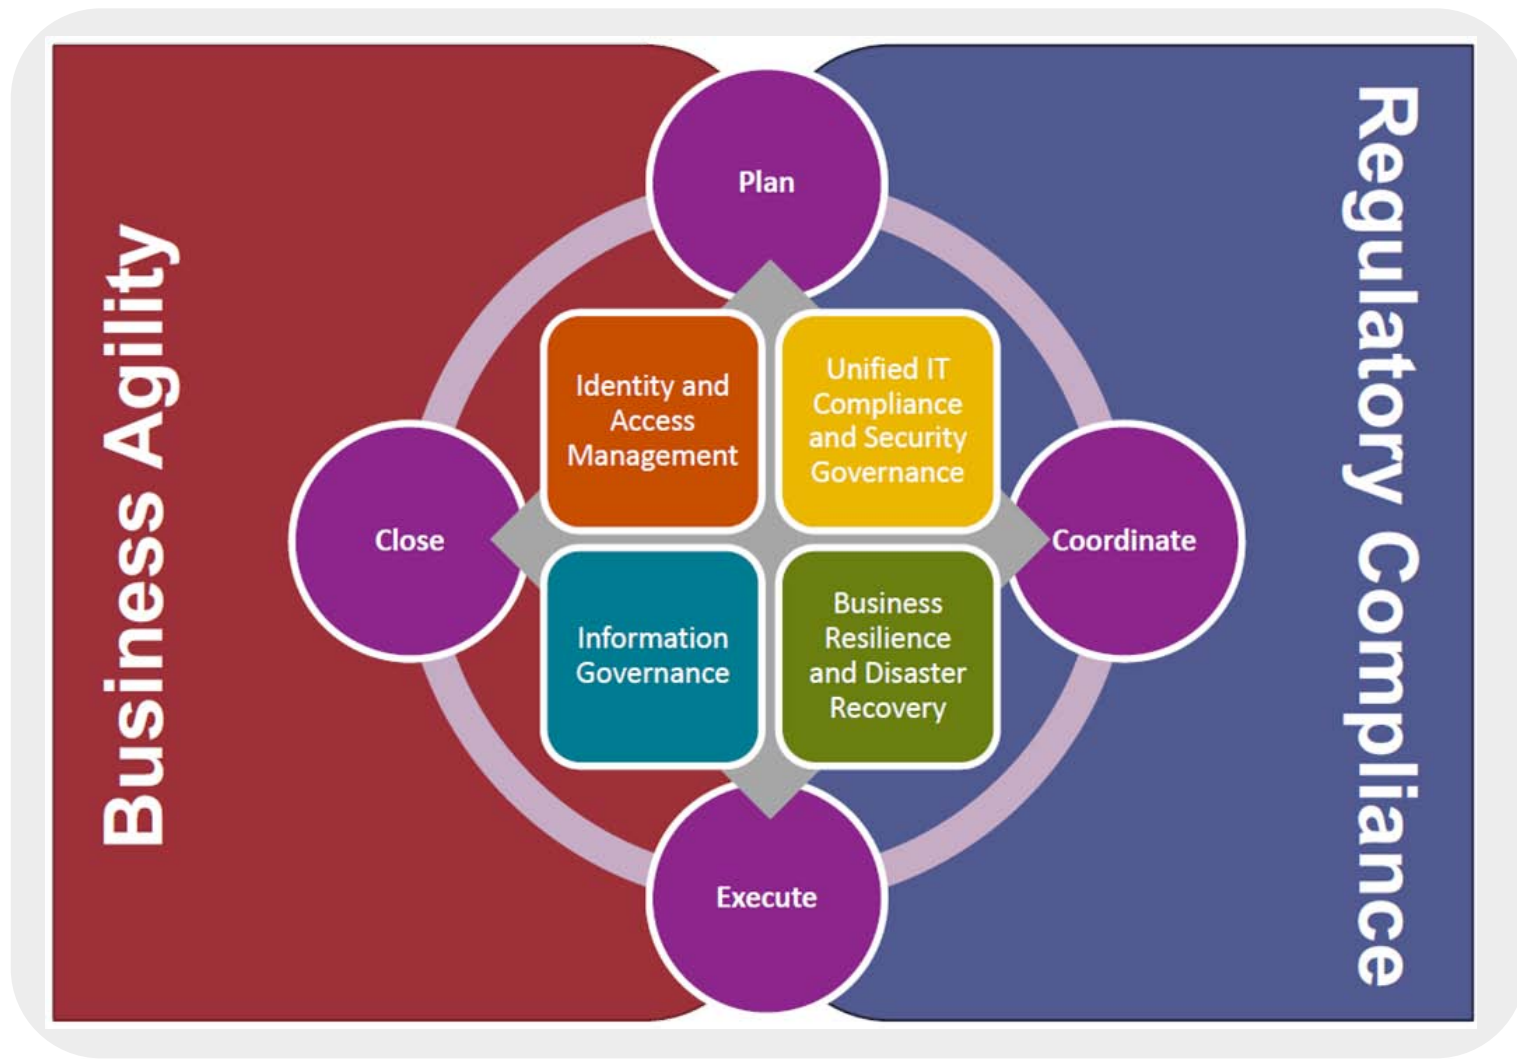 Business Agility
Plan
Identity and
Access
Management
Unified IT
Compliance
and Security
Governance
Close
Coordinate
Information
Governance
Business
Resilience
and Disaster
Recovery
Execute
Regulatory Compliance